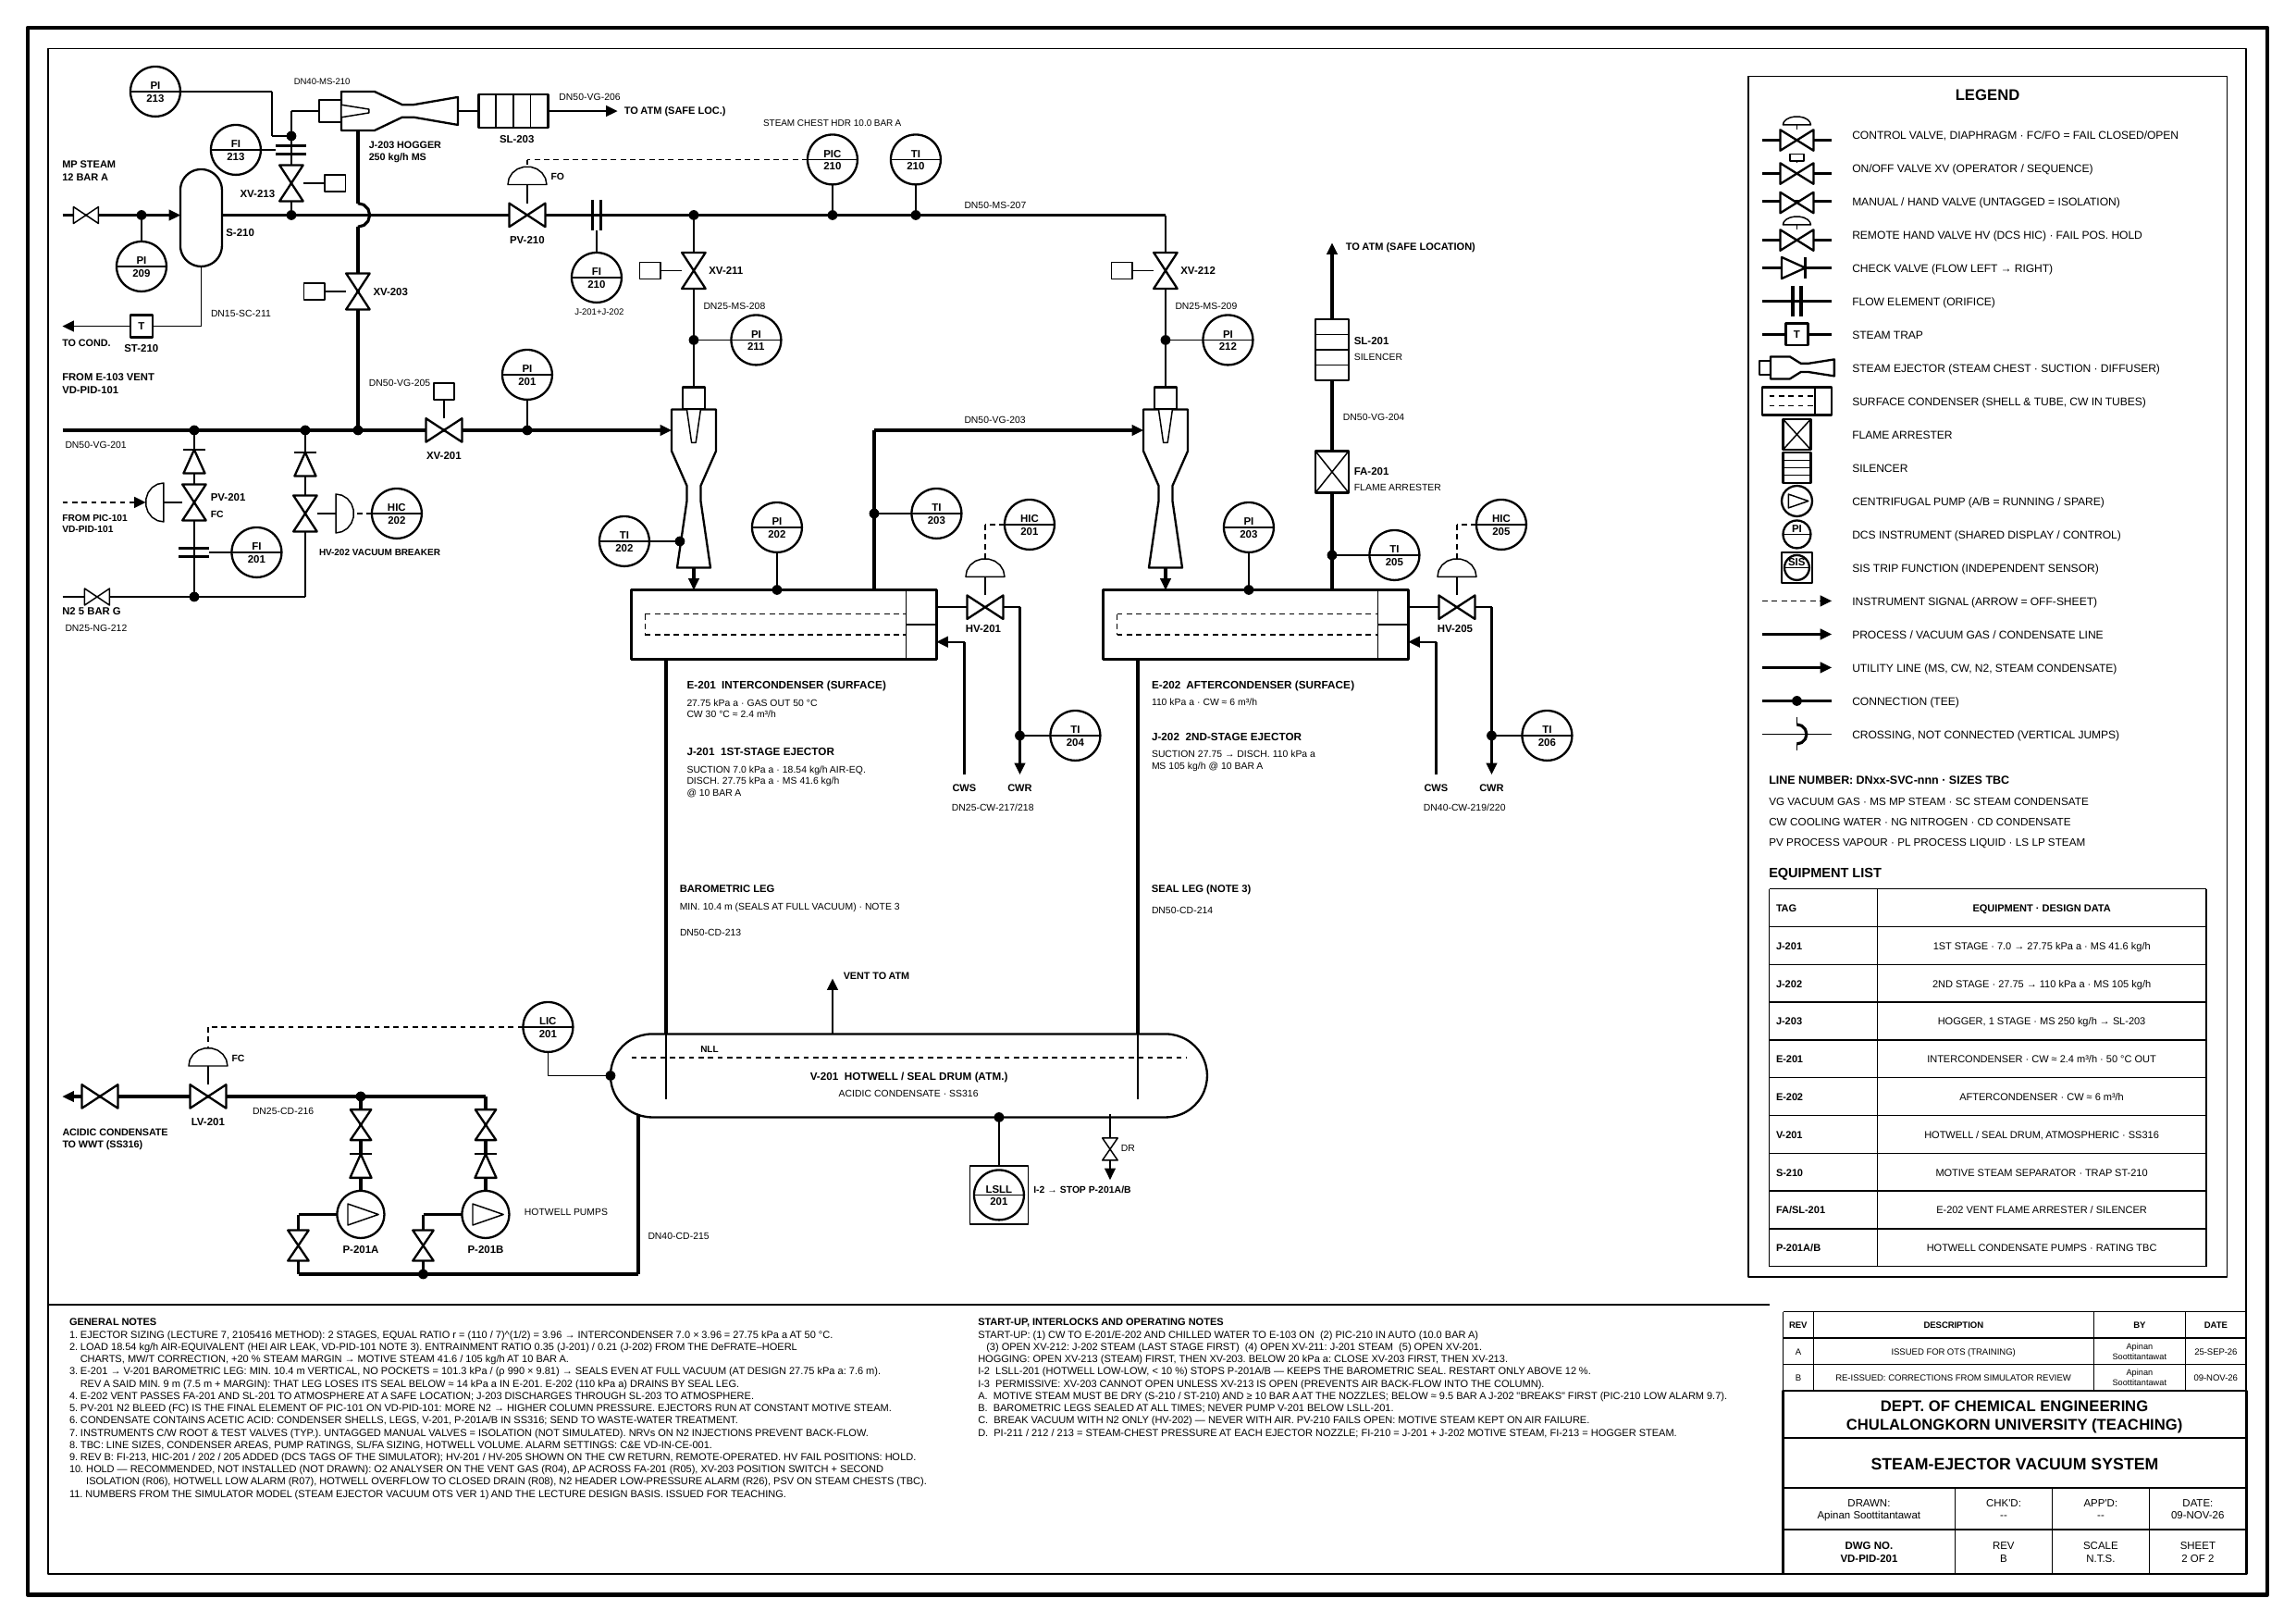 PI
213
DN40-MS-210
DN50-VG-206
TO ATM (SAFE LOC.)
SL-203
J-203 HOGGER
250 kg/h MS
FI
213
MP STEAM
12 BAR A
XV-213
S-210
PI
209
DN15-SC-211
T
TO COND.
ST-210
XV-203
STEAM CHEST HDR 10.0 BAR A
PIC
210
TI
210
FO
PV-210
DN50-MS-207
FI
210
J-201+J-202
XV-211
DN25-MS-208
PI
211
XV-212
DN25-MS-209
PI
212
TO ATM (SAFE LOCATION)
SL-201
SILENCER
DN50-VG-204
FA-201
FLAME ARRESTER
FROM E-103 VENT
VD-PID-101
DN50-VG-201
DN50-VG-205
PI
201
XV-201
DN50-VG-203
PV-201
FC
FROM PIC-101
VD-PID-101
HIC
202
HV-202 VACUUM BREAKER
FI
201
N2 5 BAR G
DN25-NG-212
TI
202
PI
202
TI
203
HIC
201
HV-201
PI
203
TI
205
HIC
205
HV-205
E-201 INTERCONDENSER (SURFACE)
27.75 kPa a · GAS OUT 50 °C
CW 30 °C ≈ 2.4 m³/h
J-201 1ST-STAGE EJECTOR
SUCTION 7.0 kPa a · 18.54 kg/h AIR-EQ.
DISCH. 27.75 kPa a · MS 41.6 kg/h
@ 10 BAR A
TI
204
CWS
CWR
DN25-CW-217/218
E-202 AFTERCONDENSER (SURFACE)
110 kPa a · CW ≈ 6 m³/h
J-202 2ND-STAGE EJECTOR
SUCTION 27.75 → DISCH. 110 kPa a
MS 105 kg/h @ 10 BAR A
TI
206
CWS
CWR
DN40-CW-219/220
BAROMETRIC LEG
MIN. 10.4 m (SEALS AT FULL VACUUM) · NOTE 3
DN50-CD-213
SEAL LEG (NOTE 3)
DN50-CD-214
VENT TO ATM
LIC
201
FC
LV-201
DN25-CD-216
ACIDIC CONDENSATE
TO WWT (SS316)
NLL
V-201 HOTWELL / SEAL DRUM (ATM.)
ACIDIC CONDENSATE · SS316
DR
LSLL
201
I-2 → STOP P-201A/B
HOTWELL PUMPS
P-201A
P-201B
DN40-CD-215
LEGEND
CONTROL VALVE, DIAPHRAGM · FC/FO = FAIL CLOSED/OPEN
ON/OFF VALVE XV (OPERATOR / SEQUENCE)
MANUAL / HAND VALVE (UNTAGGED = ISOLATION)
REMOTE HAND VALVE HV (DCS HIC) · FAIL POS. HOLD
CHECK VALVE (FLOW LEFT → RIGHT)
FLOW ELEMENT (ORIFICE)
T
STEAM TRAP
STEAM EJECTOR (STEAM CHEST · SUCTION · DIFFUSER)
SURFACE CONDENSER (SHELL & TUBE, CW IN TUBES)
FLAME ARRESTER
SILENCER
CENTRIFUGAL PUMP (A/B = RUNNING / SPARE)
PI
DCS INSTRUMENT (SHARED DISPLAY / CONTROL)
SIS
SIS TRIP FUNCTION (INDEPENDENT SENSOR)
INSTRUMENT SIGNAL (ARROW = OFF-SHEET)
PROCESS / VACUUM GAS / CONDENSATE LINE
UTILITY LINE (MS, CW, N2, STEAM CONDENSATE)
CONNECTION (TEE)
CROSSING, NOT CONNECTED (VERTICAL JUMPS)
LINE NUMBER: DNxx-SVC-nnn · SIZES TBC
VG VACUUM GAS · MS MP STEAM · SC STEAM CONDENSATE
CW COOLING WATER · NG NITROGEN · CD CONDENSATE
PV PROCESS VAPOUR · PL PROCESS LIQUID · LS LP STEAM
EQUIPMENT LIST
TAG EQUIPMENT · DESIGN DATA
J-201 1ST STAGE · 7.0 → 27.75 kPa a · MS 41.6 kg/h
J-202 2ND STAGE · 27.75 → 110 kPa a · MS 105 kg/h
J-203 HOGGER, 1 STAGE · MS 250 kg/h → SL-203
E-201 INTERCONDENSER · CW ≈ 2.4 m³/h · 50 °C OUT
E-202 AFTERCONDENSER · CW ≈ 6 m³/h
V-201 HOTWELL / SEAL DRUM, ATMOSPHERIC · SS316
S-210 MOTIVE STEAM SEPARATOR · TRAP ST-210
FA/SL-201 E-202 VENT FLAME ARRESTER / SILENCER
P-201A/B HOTWELL CONDENSATE PUMPS · RATING TBC
GENERAL NOTES
1. EJECTOR SIZING (LECTURE 7, 2105416 METHOD): 2 STAGES, EQUAL RATIO r = (110 / 7)^(1/2) = 3.96 → INTERCONDENSER 7.0 × 3.96 = 27.75 kPa a AT 50 °C.
2. LOAD 18.54 kg/h AIR-EQUIVALENT (HEI AIR LEAK, VD-PID-101 NOTE 3). ENTRAINMENT RATIO 0.35 (J-201) / 0.21 (J-202) FROM THE DeFRATE–HOERL
CHARTS, MW/T CORRECTION, +20 % STEAM MARGIN → MOTIVE STEAM 41.6 / 105 kg/h AT 10 BAR A.
3. E-201 → V-201 BAROMETRIC LEG: MIN. 10.4 m VERTICAL, NO POCKETS = 101.3 kPa / (ρ 990 × 9.81) → SEALS EVEN AT FULL VACUUM (AT DESIGN 27.75 kPa a: 7.6 m).
REV A SAID MIN. 9 m (7.5 m + MARGIN): THAT LEG LOSES ITS SEAL BELOW ≈ 14 kPa a IN E-201. E-202 (110 kPa a) DRAINS BY SEAL LEG.
4. E-202 VENT PASSES FA-201 AND SL-201 TO ATMOSPHERE AT A SAFE LOCATION; J-203 DISCHARGES THROUGH SL-203 TO ATMOSPHERE.
5. PV-201 N2 BLEED (FC) IS THE FINAL ELEMENT OF PIC-101 ON VD-PID-101: MORE N2 → HIGHER COLUMN PRESSURE. EJECTORS RUN AT CONSTANT MOTIVE STEAM.
6. CONDENSATE CONTAINS ACETIC ACID: CONDENSER SHELLS, LEGS, V-201, P-201A/B IN SS316; SEND TO WASTE-WATER TREATMENT.
7. INSTRUMENTS C/W ROOT & TEST VALVES (TYP.). UNTAGGED MANUAL VALVES = ISOLATION (NOT SIMULATED). NRVs ON N2 INJECTIONS PREVENT BACK-FLOW.
8. TBC: LINE SIZES, CONDENSER AREAS, PUMP RATINGS, SL/FA SIZING, HOTWELL VOLUME. ALARM SETTINGS: C&E VD-IN-CE-001.
9. REV B: FI-213, HIC-201 / 202 / 205 ADDED (DCS TAGS OF THE SIMULATOR); HV-201 / HV-205 SHOWN ON THE CW RETURN, REMOTE-OPERATED. HV FAIL POSITIONS: HOLD.
10. HOLD — RECOMMENDED, NOT INSTALLED (NOT DRAWN): O2 ANALYSER ON THE VENT GAS (R04), ΔP ACROSS FA-201 (R05), XV-203 POSITION SWITCH + SECOND
ISOLATION (R06), HOTWELL LOW ALARM (R07), HOTWELL OVERFLOW TO CLOSED DRAIN (R08), N2 HEADER LOW-PRESSURE ALARM (R26), PSV ON STEAM CHESTS (TBC).
11. NUMBERS FROM THE SIMULATOR MODEL (STEAM EJECTOR VACUUM OTS VER 1) AND THE LECTURE DESIGN BASIS. ISSUED FOR TEACHING.
START-UP, INTERLOCKS AND OPERATING NOTES
START-UP: (1) CW TO E-201/E-202 AND CHILLED WATER TO E-103 ON (2) PIC-210 IN AUTO (10.0 BAR A)
(3) OPEN XV-212: J-202 STEAM (LAST STAGE FIRST) (4) OPEN XV-211: J-201 STEAM (5) OPEN XV-201.
HOGGING: OPEN XV-213 (STEAM) FIRST, THEN XV-203. BELOW 20 kPa a: CLOSE XV-203 FIRST, THEN XV-213.
I-2 LSLL-201 (HOTWELL LOW-LOW, < 10 %) STOPS P-201A/B — KEEPS THE BAROMETRIC SEAL. RESTART ONLY ABOVE 12 %.
I-3 PERMISSIVE: XV-203 CANNOT OPEN UNLESS XV-213 IS OPEN (PREVENTS AIR BACK-FLOW INTO THE COLUMN).
A. MOTIVE STEAM MUST BE DRY (S-210 / ST-210) AND ≥ 10 BAR A AT THE NOZZLES; BELOW ≈ 9.5 BAR A J-202 "BREAKS" FIRST (PIC-210 LOW ALARM 9.7).
B. BAROMETRIC LEGS SEALED AT ALL TIMES; NEVER PUMP V-201 BELOW LSLL-201.
C. BREAK VACUUM WITH N2 ONLY (HV-202) — NEVER WITH AIR. PV-210 FAILS OPEN: MOTIVE STEAM KEPT ON AIR FAILURE.
D. PI-211 / 212 / 213 = STEAM-CHEST PRESSURE AT EACH EJECTOR NOZZLE; FI-210 = J-201 + J-202 MOTIVE STEAM, FI-213 = HOGGER STEAM.
REV DESCRIPTION BY DATE
A ISSUED FOR OTS (TRAINING) Apinan Soottitantawat 25-SEP-26
B RE-ISSUED: CORRECTIONS FROM SIMULATOR REVIEW Apinan Soottitantawat 09-NOV-26
DEPT. OF CHEMICAL ENGINEERING
CHULALONGKORN UNIVERSITY (TEACHING)
STEAM-EJECTOR VACUUM SYSTEM
DRAWN: CHK'D: APP'D: DATE:
Apinan Soottitantawat -- -- 09-NOV-26
DWG NO. REV SCALE SHEET
VD-PID-201 B N.T.S. 2 OF 2